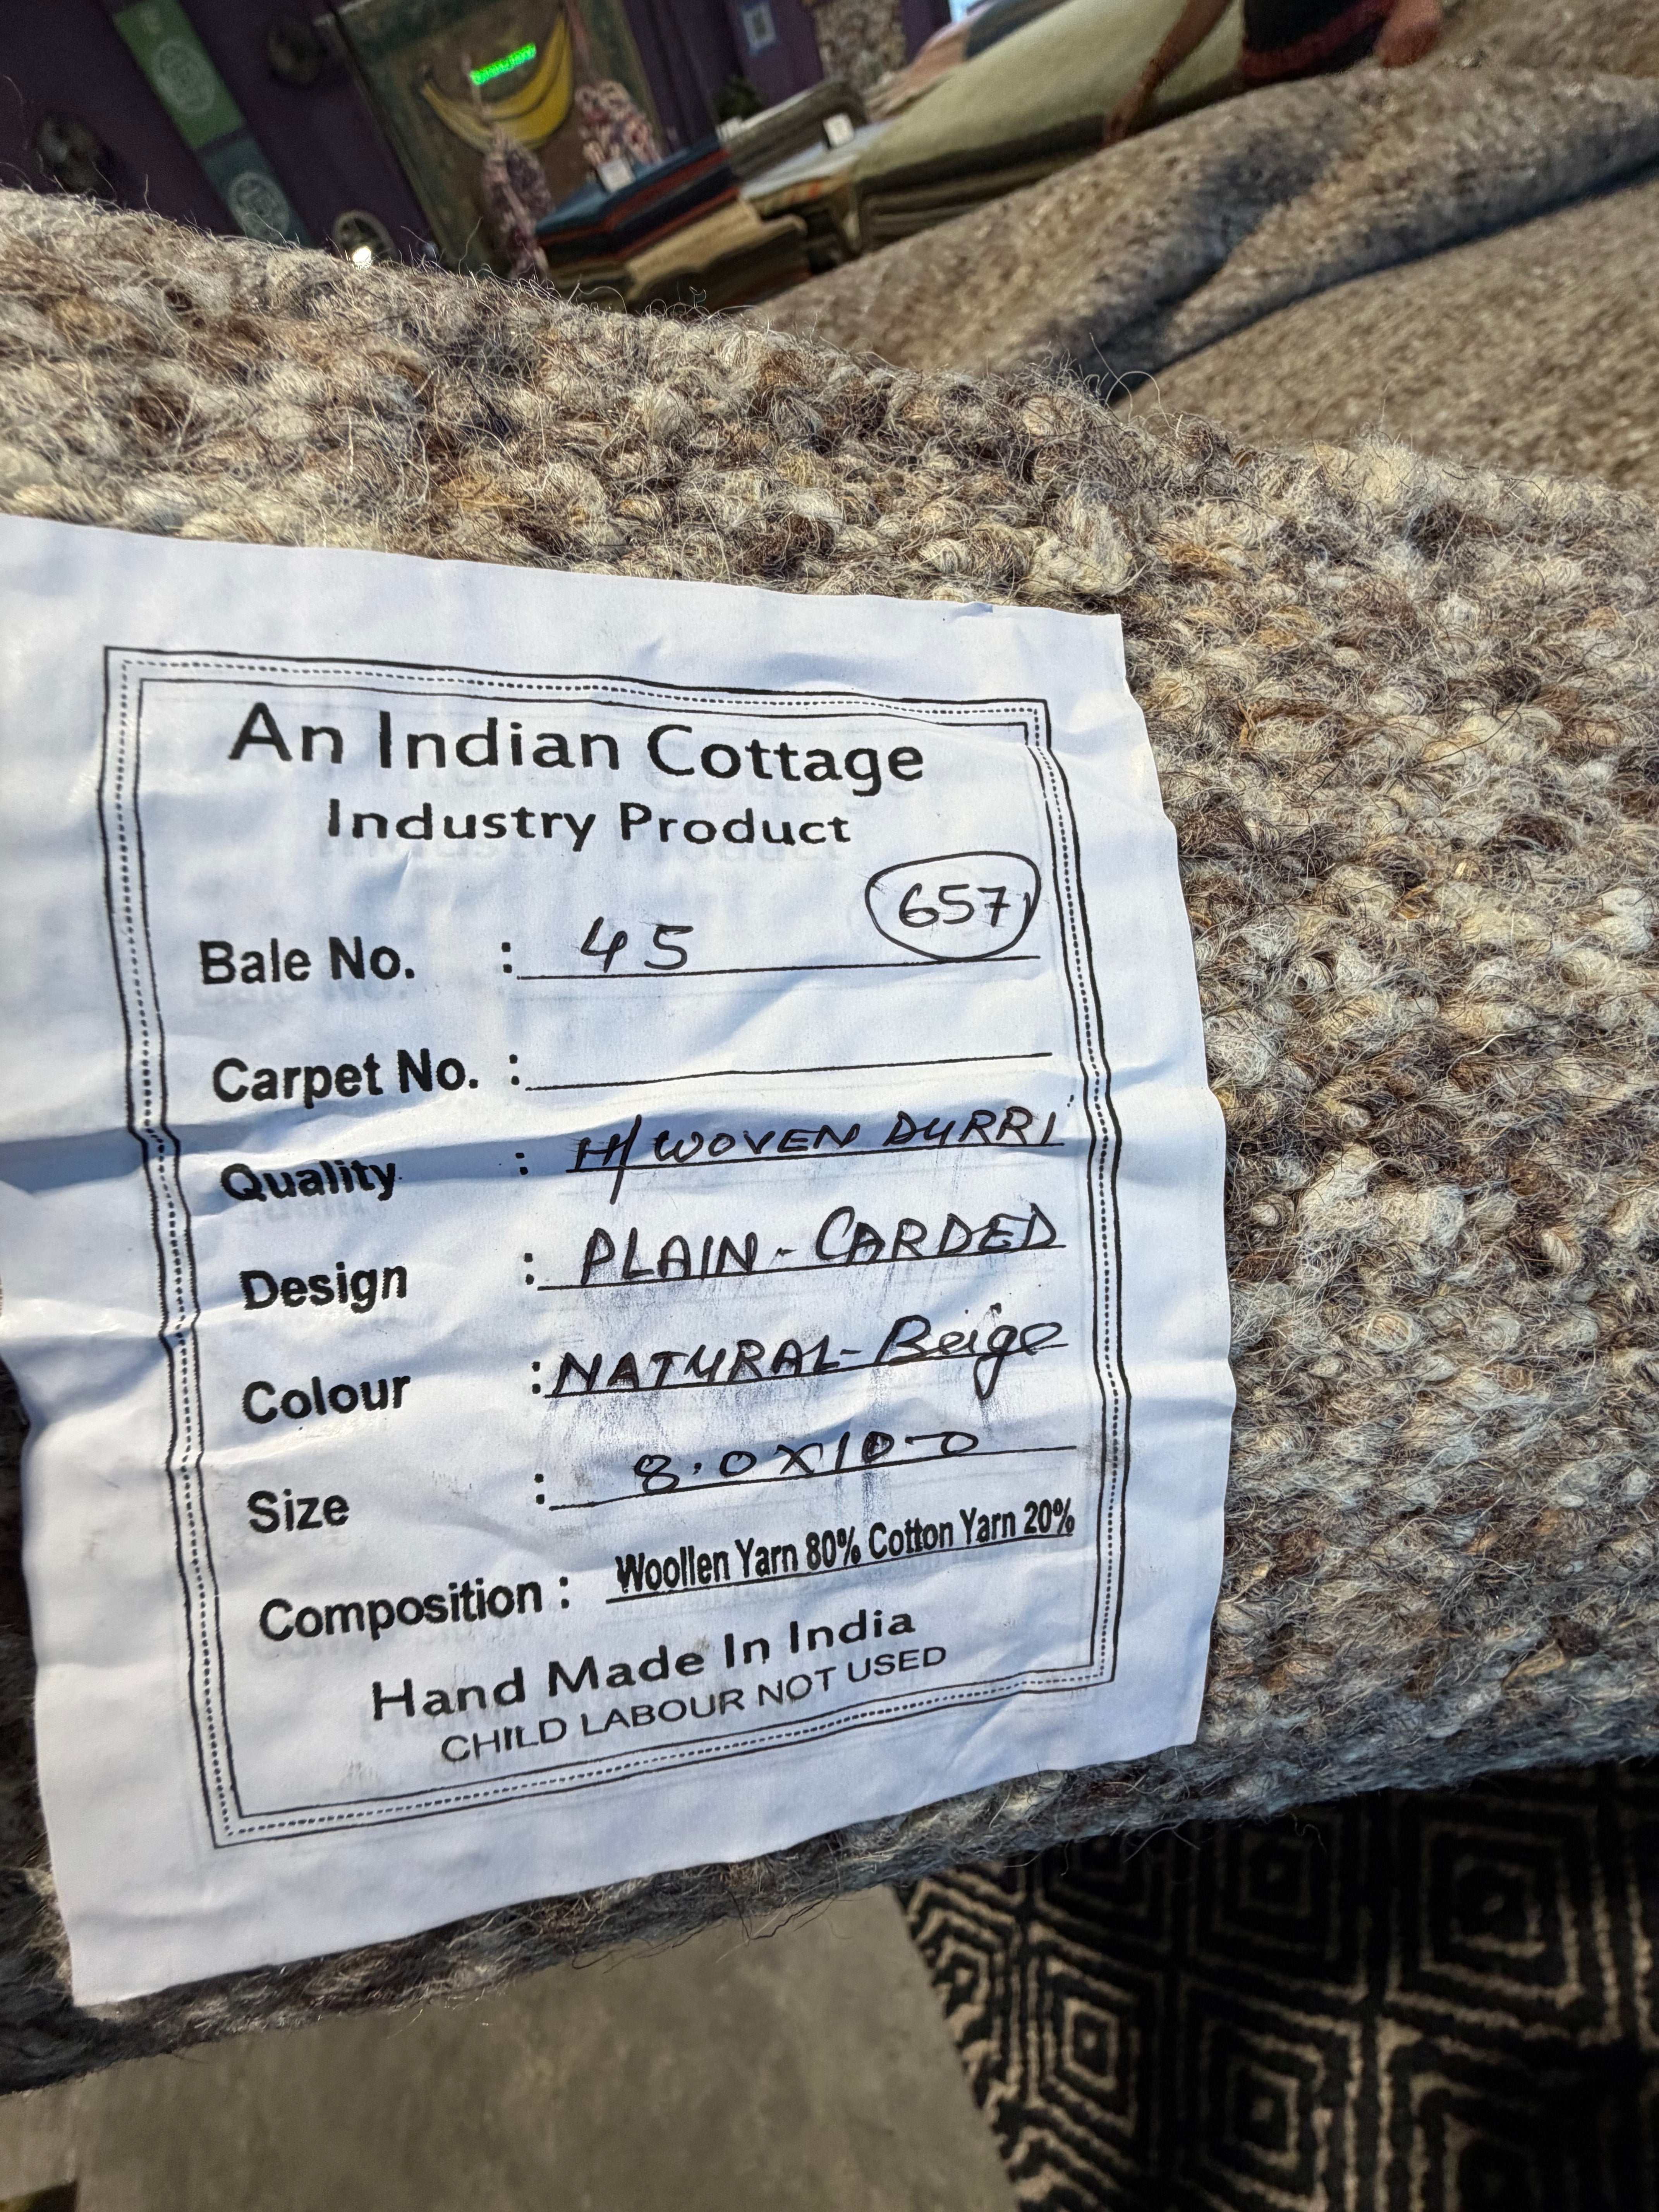 An Indian Cottage
Industry Product
657
Bale No. : 45
Carpet No. :
Quality : H/WOVEN DURRI
Design : PLAIN-CARDED
Colour : NATURAL-Beige
Size : 8.0X10-0
Composition : Woollen Yarn 80% Cotton Yarn 20%
Hand Made In India
CHILD LABOUR NOT USED